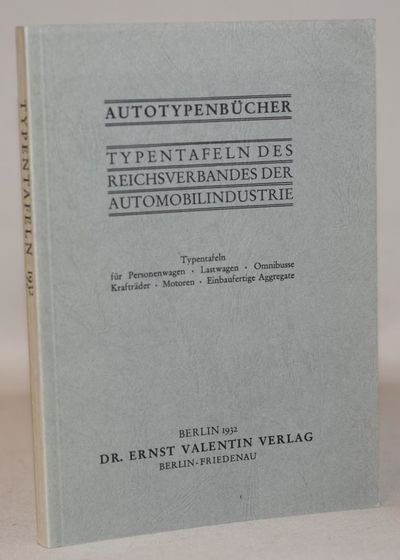 TYPENTAFELN 1932
AUTOTYPENBÜCHER
TYPENTAFELN DES
REICHSVERBANDES DER
AUTOMOBILINDUSTRIE
Typentafeln
für Personenwagen · Lastwagen · Omnibusse
Krafträder · Motoren · Einbaufertige Aggregate
BERLIN 1932
DR. ERNST VALENTIN VERLAG
BERLIN-FRIEDENAU